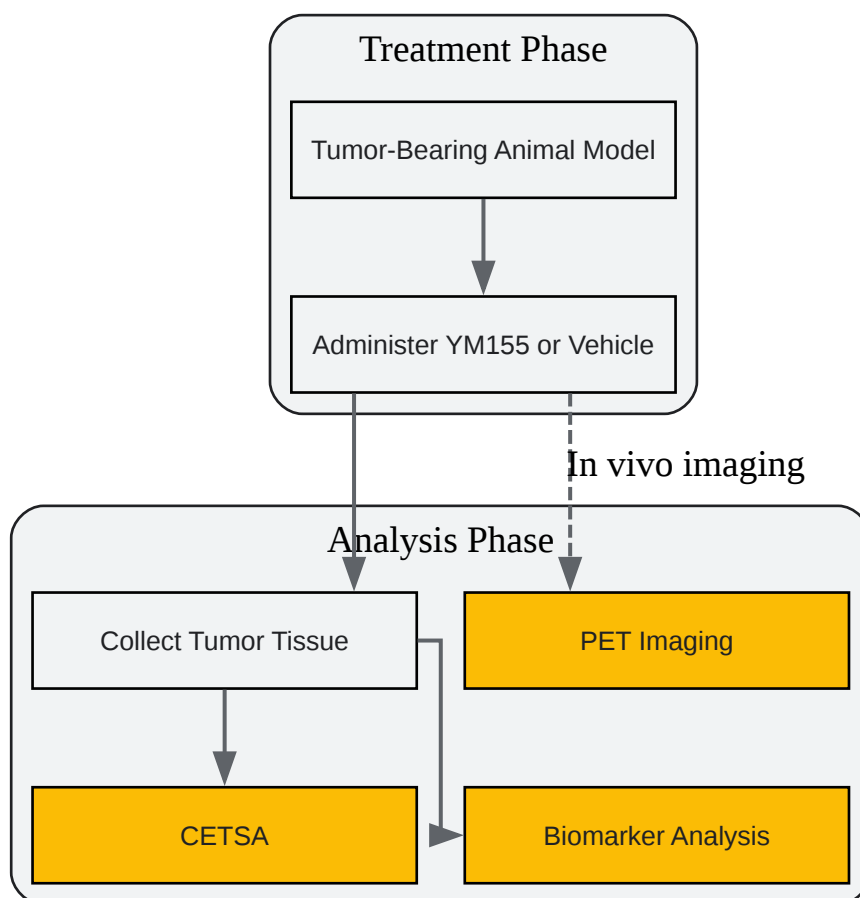 Treatment Phase
Tumor-Bearing Animal Model
Administer YM155 or Vehicle
In vivo imaging
Analysis Phase
Collect Tumor Tissue
PET Imaging
CETSA
Biomarker Analysis